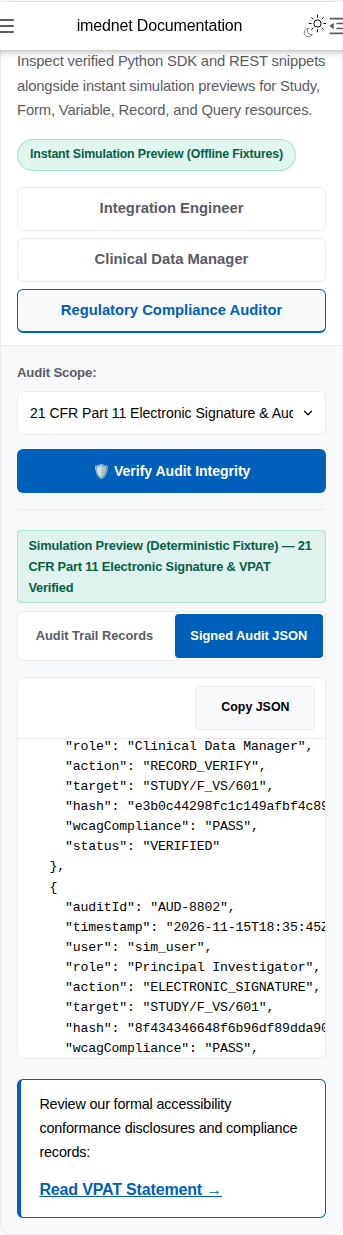 imednet Documentation
Inspect verified Python SDK and REST snippets
alongside instant simulation previews for Study,
Form, Variable, Record, and Query resources.
Instant Simulation Preview (Offline Fixtures)
Integration Engineer
Clinical Data Manager
Regulatory Compliance Auditor
Audit Scope:
21 CFR Part 11 Electronic Signature & Aud
Verify Audit Integrity
Simulation Preview (Deterministic Fixture) — 21
CFR Part 11 Electronic Signature & VPAT
Verified
Audit Trail Records
Signed Audit JSON
Copy JSON
"role": "Clinical Data Manager",
"action": "RECORD_VERIFY",
"target": "STUDY/F_VS/601",
"hash": "e3b0c44298fc1c149afbf4c89
"wcagCompliance": "PASS",
"status": "VERIFIED"
},
{
"auditId": "AUD-8802",
"timestamp": "2026-11-15T18:35:45Z
"user": "sim_user",
"role": "Principal Investigator",
"action": "ELECTRONIC_SIGNATURE",
"target": "STUDY/F_VS/601",
"hash": "8f434346648f6b96df89dda90
"wcagCompliance": "PASS",
Review our formal accessibility
conformance disclosures and compliance
records:
Read VPAT Statement →